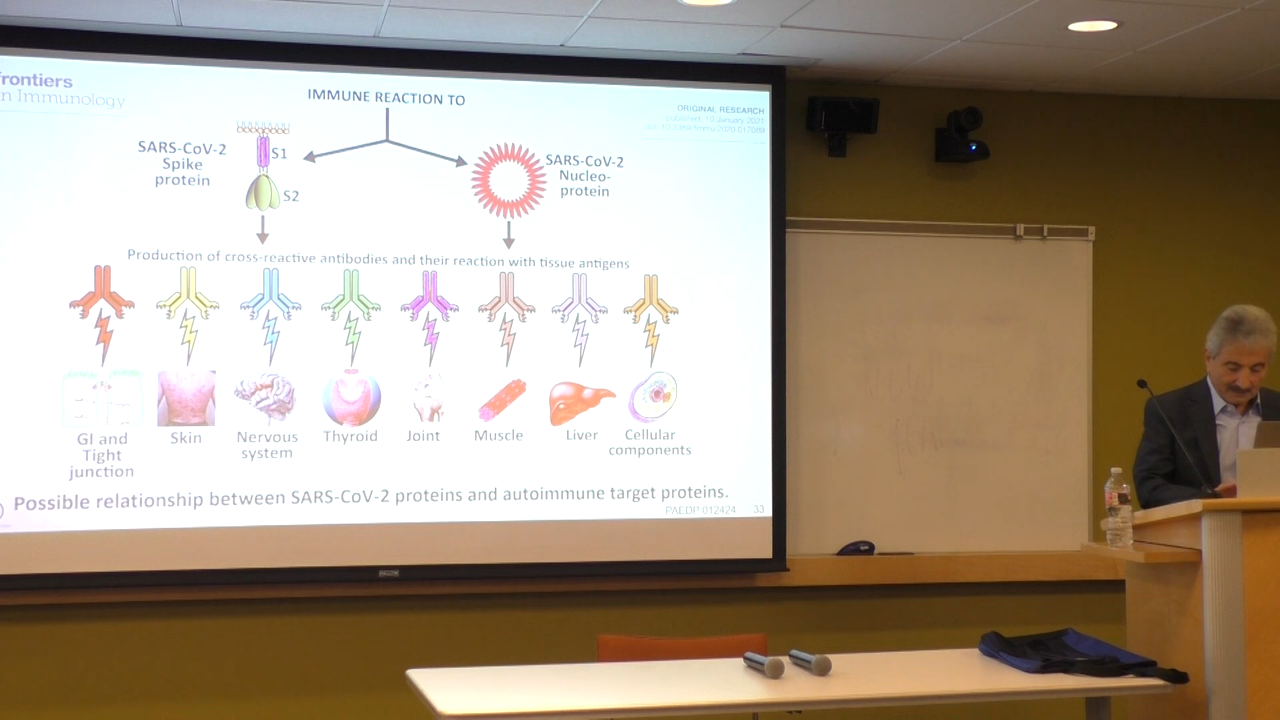 frontiers
n Immunology
IMMUNE REACTION TO
ORIGINAL RESEARCH
SARS-CoV-2
Spike
protein
S1
S2
SARS-CoV-2
Nucleo-
protein
Production of cross-reactive antibodies and their reaction with tissue antigens
GI and
Tight
junction
Skin
Nervous
system
Thyroid
Joint
Muscle
Liver
Cellular
components
Possible relationship between SARS-CoV-2 proteins and autoimmune target proteins.
PAEDP 012424 33